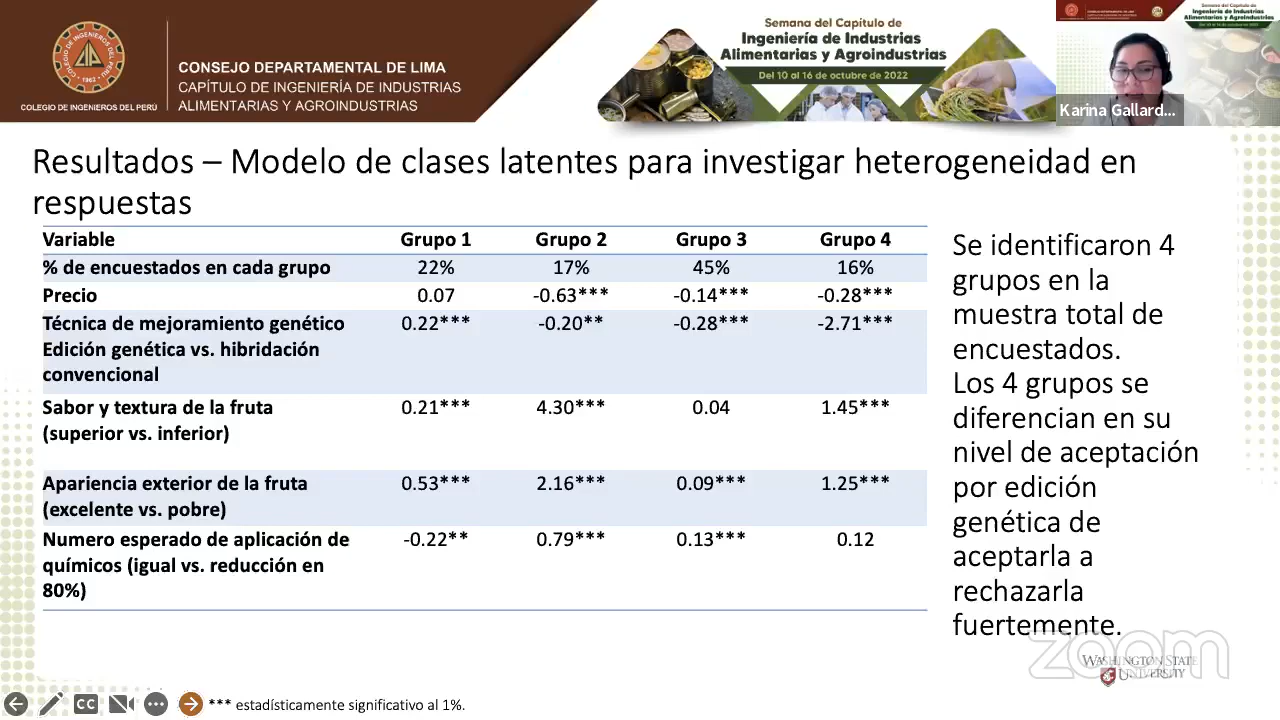 COLEGIO DE INGENIEROS DEL PERÚ
1962
COLEGIO DE INGENIEROS DEL PERÚ
CONSEJO DEPARTAMENTAL DE LIMA
CAPÍTULO DE INGENIERÍA DE INDUSTRIAS
ALIMENTARIAS Y AGROINDUSTRIAS
Semana del Capítulo de
Ingeniería de Industrias
Alimentarias y Agroindustrias
Del 10 al 16 de octubre de 2022
Karina Gallard...
Resultados – Modelo de clases latentes para investigar heterogeneidad en
respuestas
Variable Grupo 1 Grupo 2 Grupo 3 Grupo 4
% de encuestados en cada grupo 22% 17% 45% 16%
Precio 0.07 -0.63*** -0.14*** -0.28***
Técnica de mejoramiento genético 0.22*** -0.20** -0.28*** -2.71***
Edición genética vs. hibridación
convencional
Sabor y textura de la fruta 0.21*** 4.30*** 0.04 1.45***
(superior vs. inferior)
Apariencia exterior de la fruta 0.53*** 2.16*** 0.09*** 1.25***
(excelente vs. pobre)
Numero esperado de aplicación de -0.22** 0.79*** 0.13*** 0.12
químicos (igual vs. reducción en
80%)
Se identificaron 4
grupos en la
muestra total de
encuestados.
Los 4 grupos se
diferencian en su
nivel de aceptación
por edición
genética de
aceptarla a
rechazarla
fuertemente.
zoom
WASHINGTON STATE
UNIVERSITY
CC
*** estadísticamente significativo al 1%.